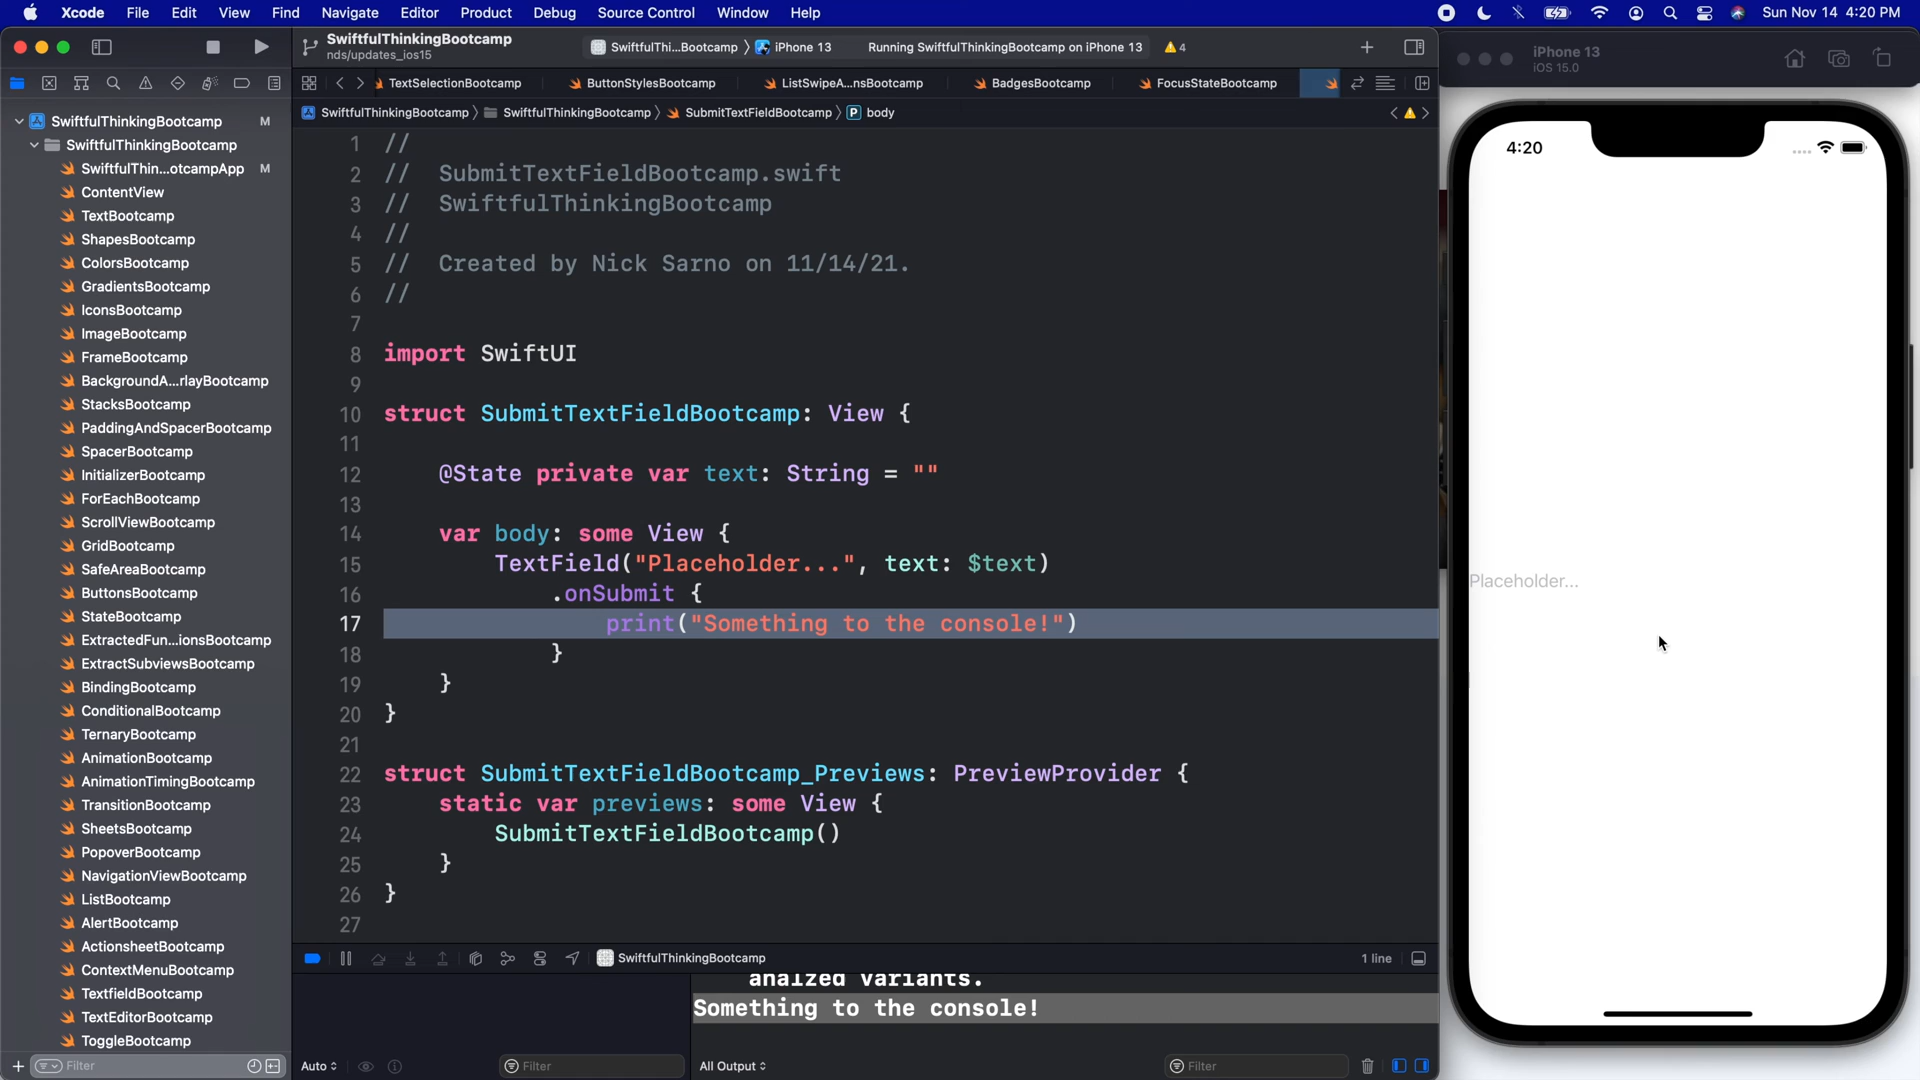 Xcode File Edit View Find Navigate Editor Product Debug Source Control Window Help Sun Nov 14 4:20 PM
SwiftfulThinkingBootcamp
nds/updates_ios15
SwiftfulThi...Bootcamp iPhone 13 Running SwiftfulThinkingBootcamp on iPhone 13 4
iPhone 13
iOS 15.0
TextSelectionBootcamp ButtonStylesBootcamp ListSwipeA...nsBootcamp BadgesBootcamp FocusStateBootcamp
SwiftfulThinkingBootcamp SwiftfulThinkingBootcamp SubmitTextFieldBootcamp P body
SwiftfulThinkingBootcamp M
SwiftfulThinkingBootcamp
SwiftfulThin...otcampApp M
ContentView
TextBootcamp
ShapesBootcamp
ColorsBootcamp
GradientsBootcamp
IconsBootcamp
ImageBootcamp
FrameBootcamp
BackgroundA...rlayBootcamp
StacksBootcamp
PaddingAndSpacerBootcamp
SpacerBootcamp
InitializerBootcamp
ForEachBootcamp
ScrollViewBootcamp
GridBootcamp
SafeAreaBootcamp
ButtonsBootcamp
StateBootcamp
ExtractedFun...ionsBootcamp
ExtractSubviewsBootcamp
BindingBootcamp
ConditionalBootcamp
TernaryBootcamp
AnimationBootcamp
AnimationTimingBootcamp
TransitionBootcamp
SheetsBootcamp
PopoverBootcamp
NavigationViewBootcamp
ListBootcamp
AlertBootcamp
ActionsheetBootcamp
ContextMenuBootcamp
TextfieldBootcamp
TextEditorBootcamp
ToggleBootcamp
Filter
1 //
2 // SubmitTextFieldBootcamp.swift
3 // SwiftfulThinkingBootcamp
4 //
5 // Created by Nick Sarno on 11/14/21.
6 //
7
8 import SwiftUI
9
10 struct SubmitTextFieldBootcamp: View {
11
12 @State private var text: String = ""
13
14 var body: some View {
15 TextField("Placeholder...", text: $text)
16 .onSubmit {
17 print("Something to the console!")
18 }
19 }
20 }
21
22 struct SubmitTextFieldBootcamp_Previews: PreviewProvider {
23 static var previews: some View {
24 SubmitTextFieldBootcamp()
25 }
26 }
27
SwiftfulThinkingBootcamp 1 line
analzed variants.
Something to the console!
Auto Filter All Output Filter
4:20
Placeholder...